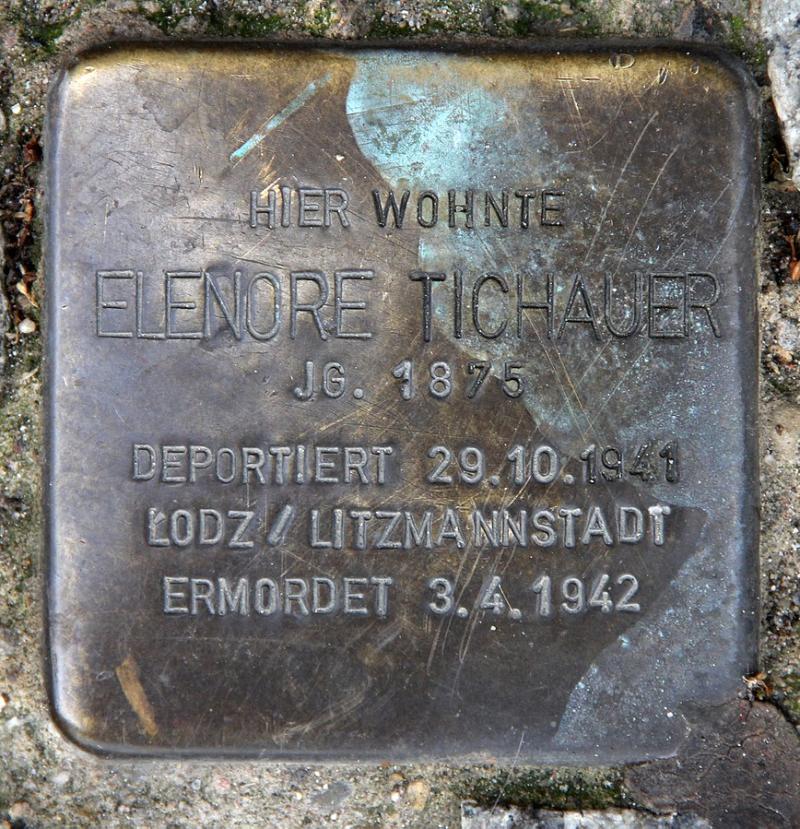 HIER WOHNTE
ELENORE TICHAUER
JG. 1875
DEPORTIERT 29.10.1941
ŁODZ / LITZMANNSTADT
ERMORDET 3.4.1942